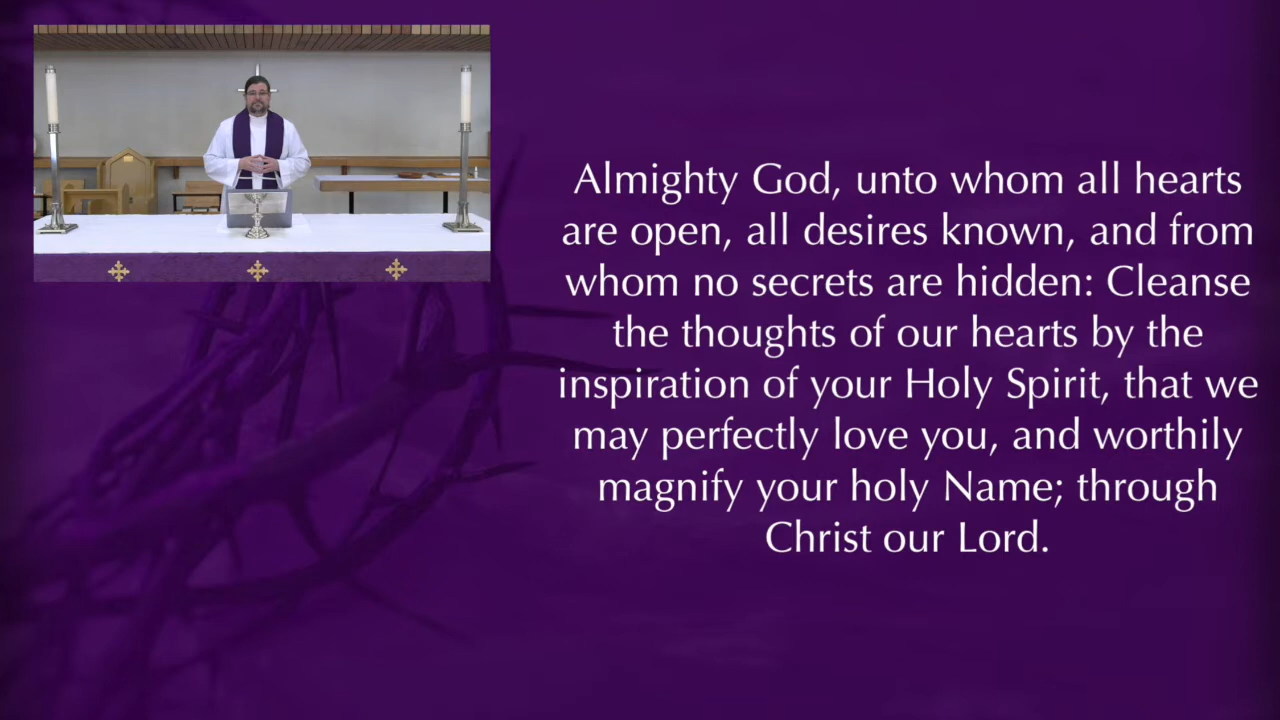 Almighty God, unto whom all hearts
are open, all desires known, and from
whom no secrets are hidden: Cleanse
the thoughts of our hearts by the
inspiration of your Holy Spirit, that we
may perfectly love you, and worthily
magnify your holy Name; through
Christ our Lord.